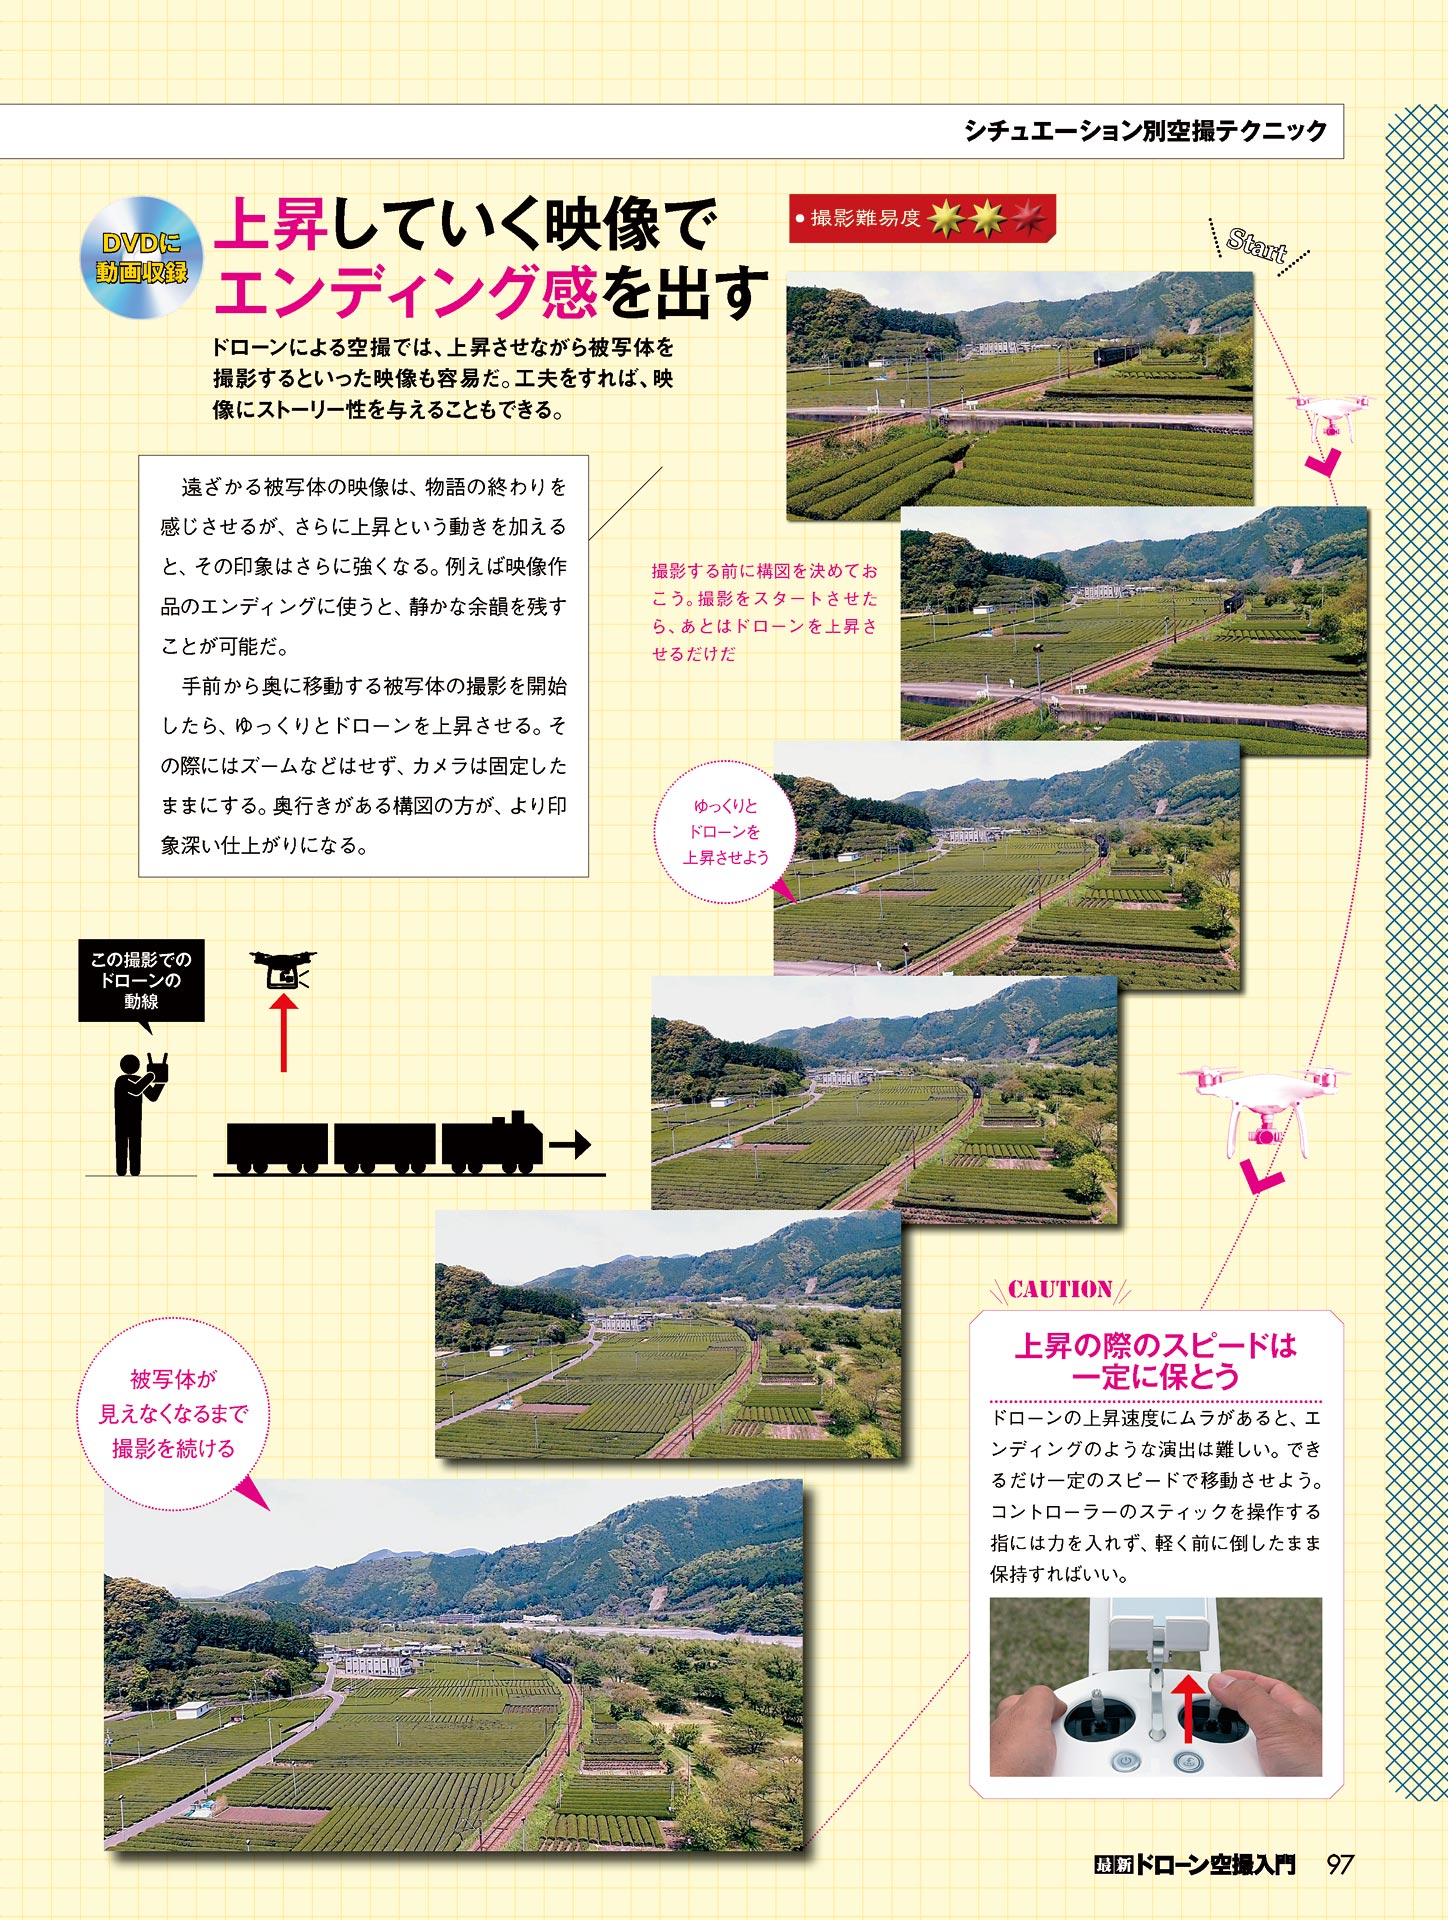 シチュエーション別空撮テクニック
DVDに
動画収録
上昇していく映像で
エンディング感を出す
ドローンによる空撮では、上昇させながら被写体を
撮影するといった映像も容易だ。工夫をすれば、映
像にストーリー性を与えることもできる。
●撮影難易度
Start
遠ざかる被写体の映像は、物語の終わりを
感じさせるが、さらに上昇という動きを加える
と、その印象はさらに強くなる。例えば映像作
品のエンディングに使うと、静かな余韻を残す
ことが可能だ。
手前から奥に移動する被写体の撮影を開始
したら、ゆっくりとドローンを上昇させる。そ
の際にはズームなどはせず、カメラは固定した
ままにする。奥行きがある構図の方が、より印
象深い仕上がりになる。
撮影する前に構図を決めてお
こう。撮影をスタートさせた
ら、あとはドローンを上昇さ
せるだけだ
ゆっくりと
ドローンを
上昇させよう
この撮影での
ドローンの
動線
被写体が
見えなくなるまで
撮影を続ける
CAUTION
上昇の際のスピードは
一定に保とう
ドローンの上昇速度にムラがあると、エ
ンディングのような演出は難しい。でき
るだけ一定のスピードで移動させよう。
コントローラーのスティックを操作する
指には力を入れず、軽く前に倒したまま
保持すればいい。
最新ドローン空撮入門 97